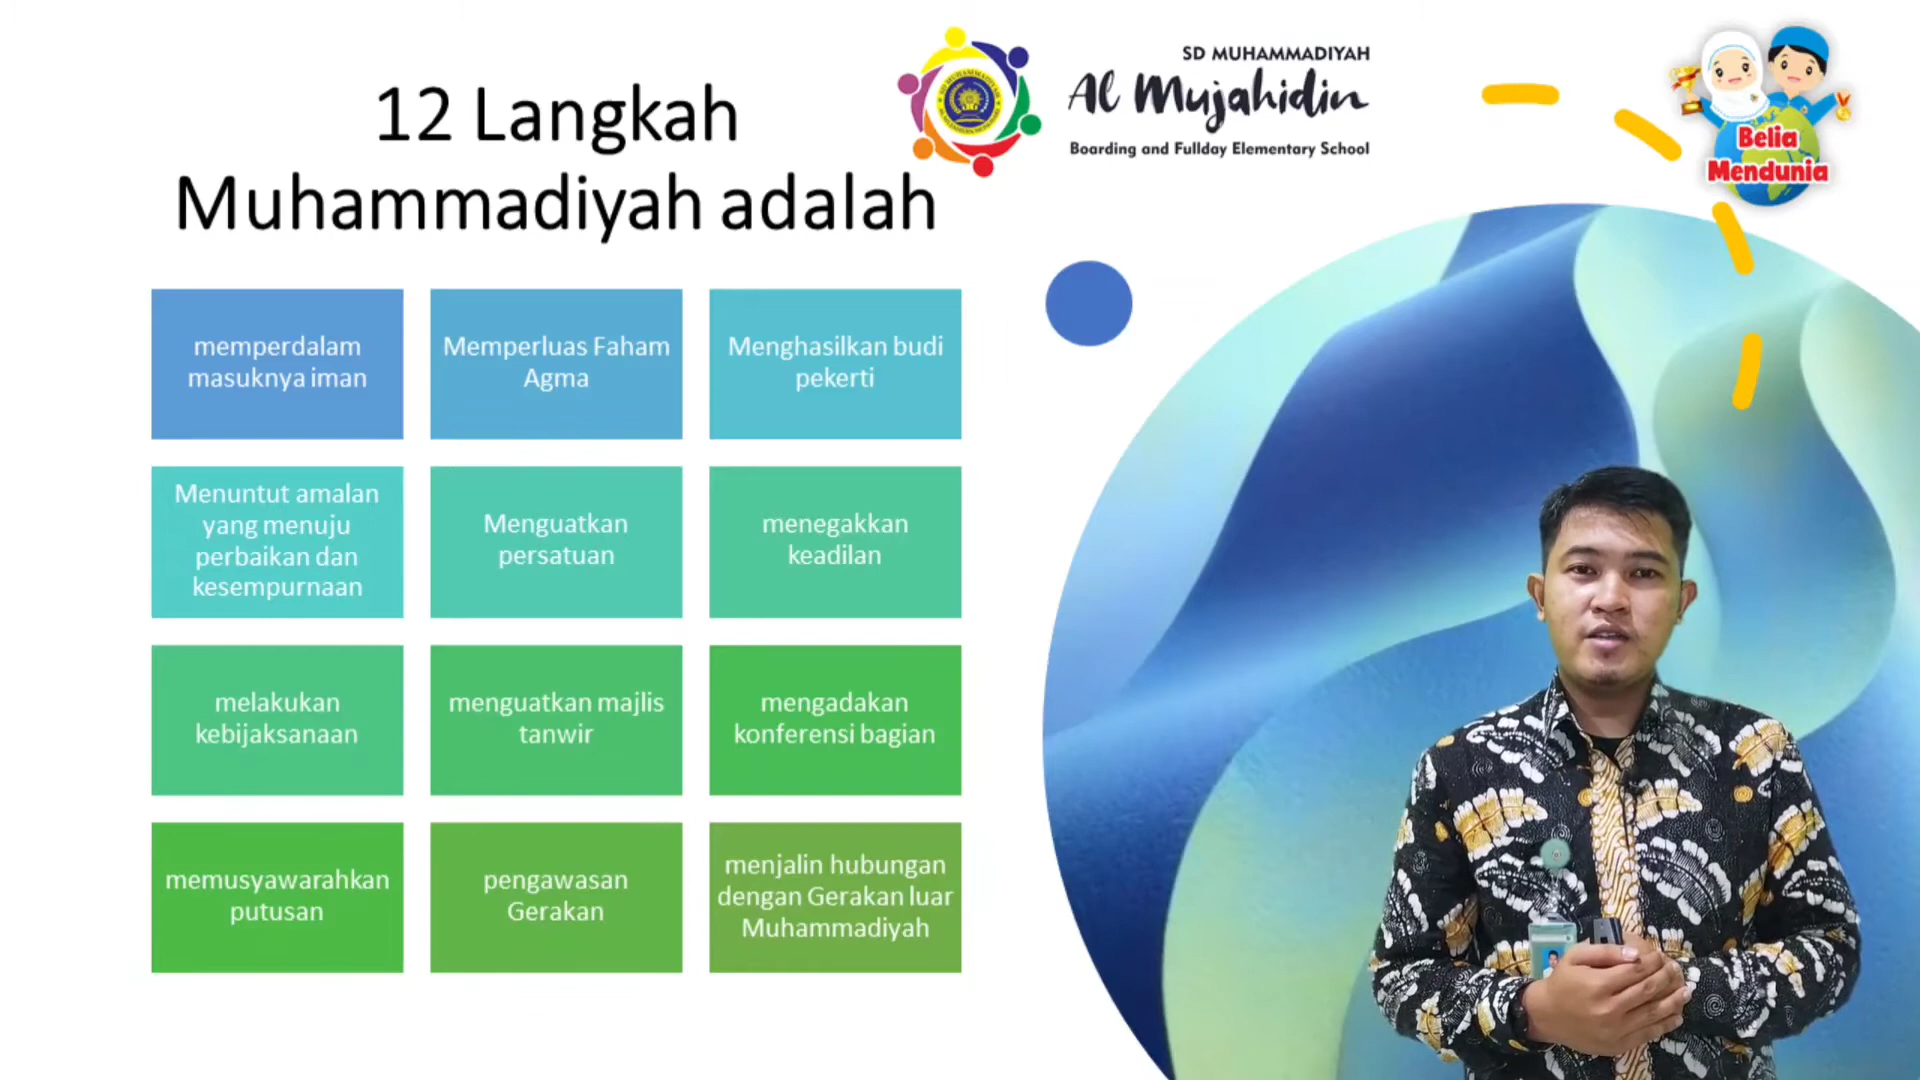 12 Langkah
Muhammadiyah adalah
SD MUHAMMADIYAH
Al Mujahidin
Boarding and Fullday Elementary School
Belia
Mendunia
memperdalam
masuknya iman
Memperluas Faham
Agma
Menghasilkan budi
pekerti
Menuntut amalan
yang menuju
perbaikan dan
kesempurnaan
Menguatkan
persatuan
menegakkan
keadilan
melakukan
kebijaksanaan
menguatkan majlis
tanwir
mengadakan
konferensi bagian
memusyawarahkan
putusan
pengawasan
Gerakan
menjalin hubungan
dengan Gerakan luar
Muhammadiyah